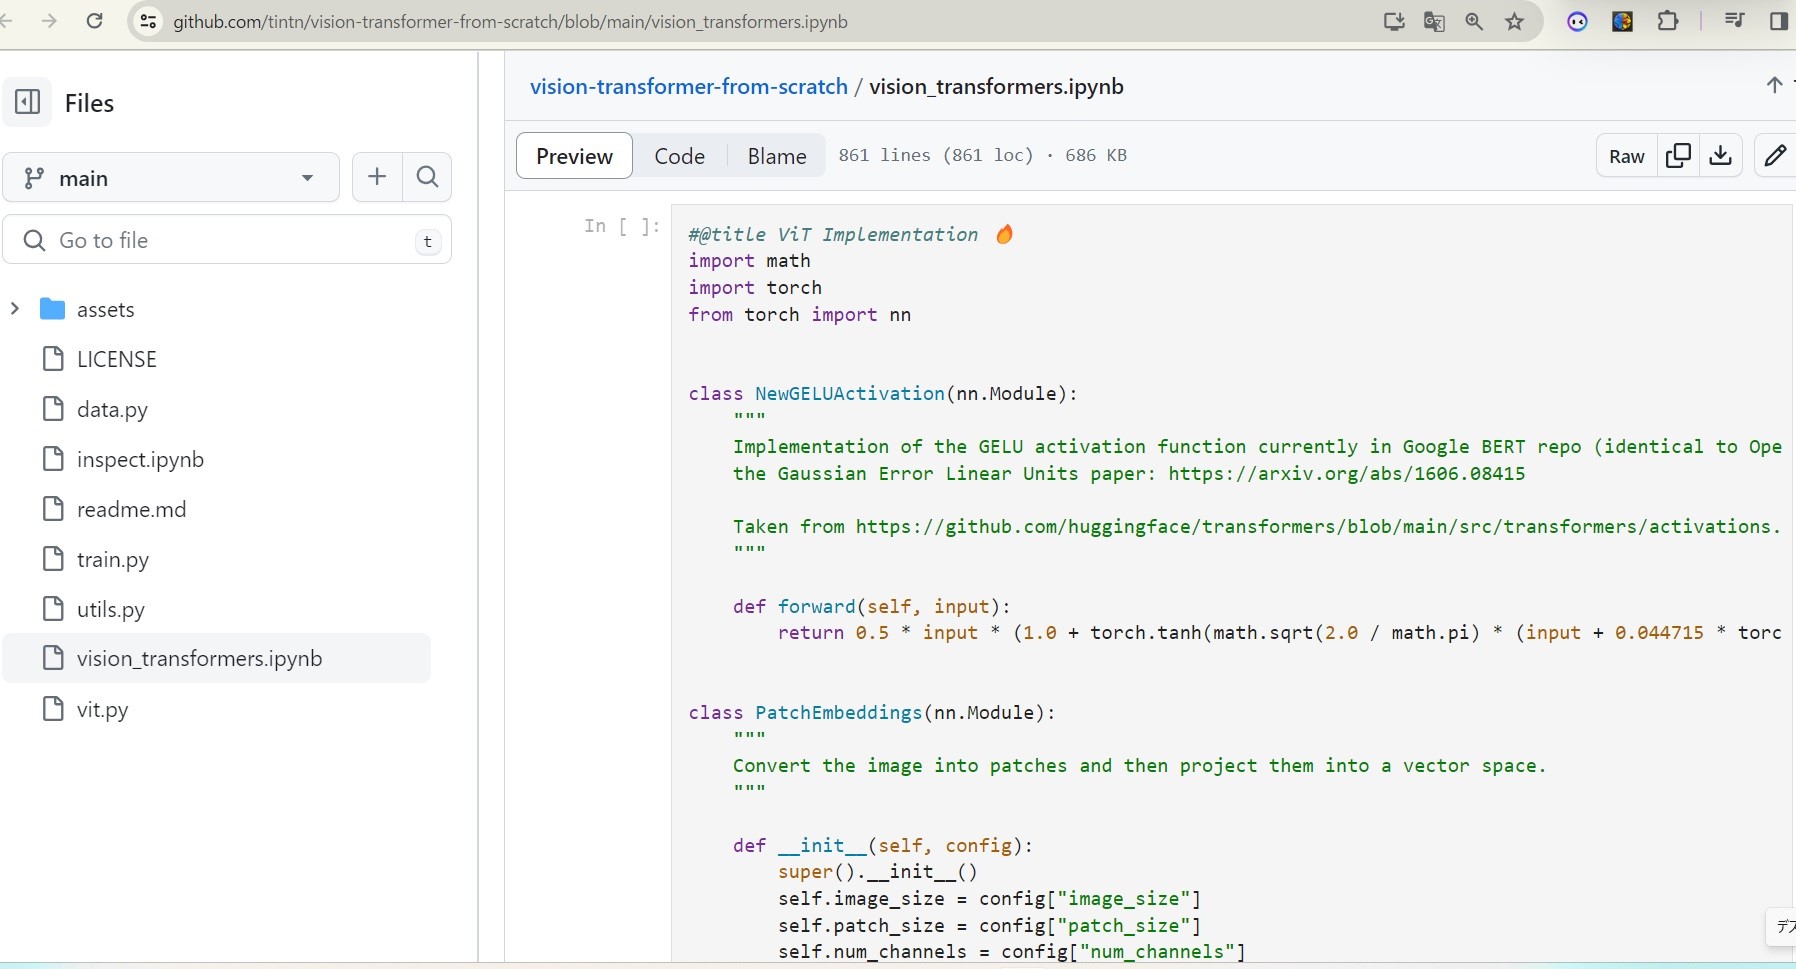 github.com/tintn/vision-transformer-from-scratch/blob/main/vision_transformers.ipynb
Files
main
Go to file
t
assets
LICENSE
data.py
inspect.ipynb
readme.md
train.py
utils.py
vision_transformers.ipynb
vit.py
vision-transformer-from-scratch / vision_transformers.ipynb
Preview Code Blame 861 lines (861 loc) · 686 KB Raw
In [ ]:
#@title ViT Implementation 🔥
import math
import torch
from torch import nn
class NewGELUActivation(nn.Module):
"""
Implementation of the GELU activation function currently in Google BERT repo (identical to Ope
the Gaussian Error Linear Units paper: https://arxiv.org/abs/1606.08415
Taken from https://github.com/huggingface/transformers/blob/main/src/transformers/activations.
"""
def forward(self, input):
return 0.5 * input * (1.0 + torch.tanh(math.sqrt(2.0 / math.pi) * (input + 0.044715 * torc
class PatchEmbeddings(nn.Module):
"""
Convert the image into patches and then project them into a vector space.
"""
def __init__(self, config):
super().__init__()
self.image_size = config["image_size"]
self.patch_size = config["patch_size"]
self.num_channels = config["num_channels"]